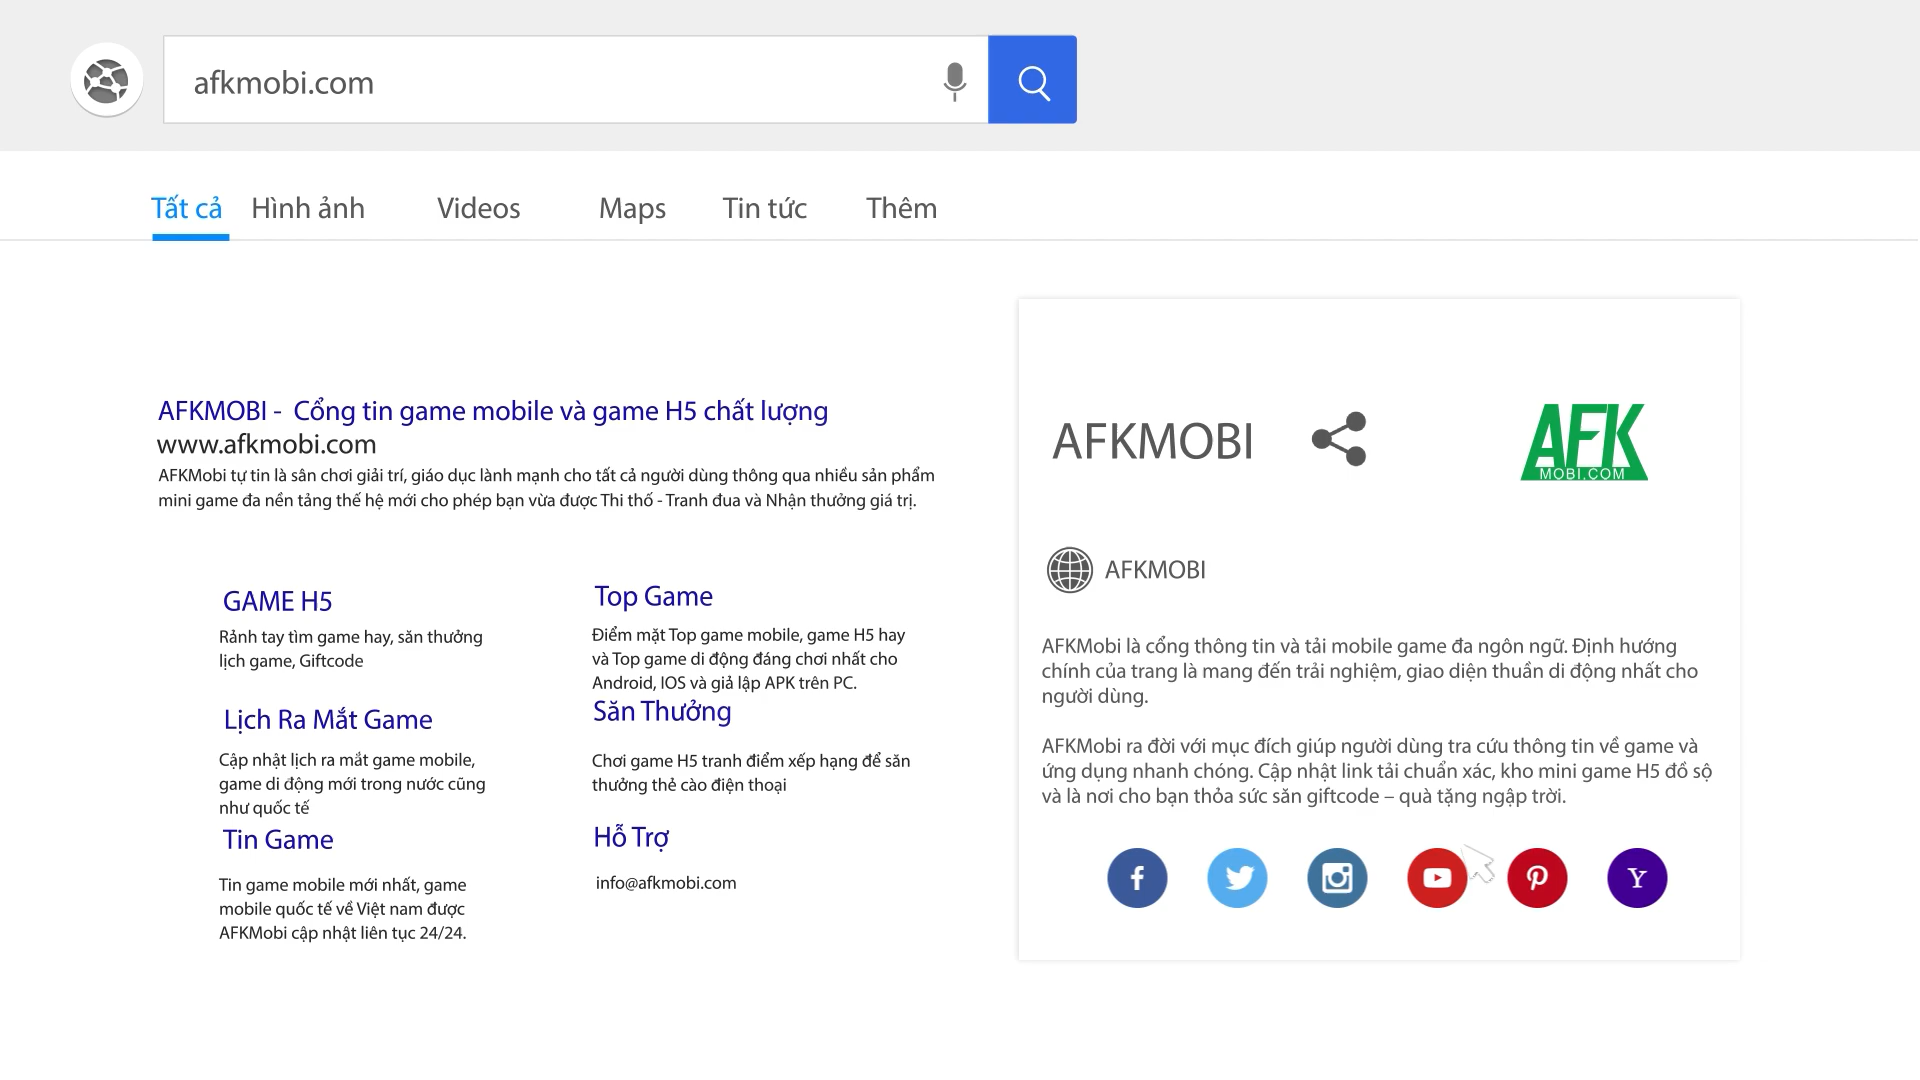 afkmobi.com
Tất cả
Hình ảnh
Videos
Maps
Tin tức
Thêm
AFKMOBI - Cổng tin game mobile và game H5 chất lượng
www.afkmobi.com
AFKMobi tự tin là sân chơi giải trí, giáo dục lành mạnh cho tất cả người dùng thông qua nhiều sản phẩm
mini game đa nền tảng thế hệ mới cho phép bạn vừa được Thi thố - Tranh đua và Nhận thưởng giá trị.
GAME H5
Rảnh tay tìm game hay, săn thưởng
lịch game, Giftcode
Lịch Ra Mắt Game
Cập nhật lịch ra mắt game mobile,
game di động mới trong nước cũng
như quốc tế
Tin Game
Tin game mobile mới nhất, game
mobile quốc tế về Việt nam được
AFKMobi cập nhật liên tục 24/24.
Top Game
Điểm mặt Top game mobile, game H5 hay
và Top game di động đáng chơi nhất cho
Android, IOS và giả lập APK trên PC.
Săn Thưởng
Chơi game H5 tranh điểm xếp hạng để săn
thưởng thẻ cào điện thoại
Hỗ Trợ
info@afkmobi.com
AFKMOBI
AFK
MOBI.COM
AFKMOBI
AFKMobi là cổng thông tin và tải mobile game đa ngôn ngữ. Định hướng
chính của trang là mang đến trải nghiệm, giao diện thuần di động nhất cho
người dùng.
AFKMobi ra đời với mục đích giúp người dùng tra cứu thông tin về game và
ứng dụng nhanh chóng. Cập nhật link tải chuẩn xác, kho mini game H5 đồ sộ
và là nơi cho bạn thỏa sức săn giftcode – quà tặng ngập trời.